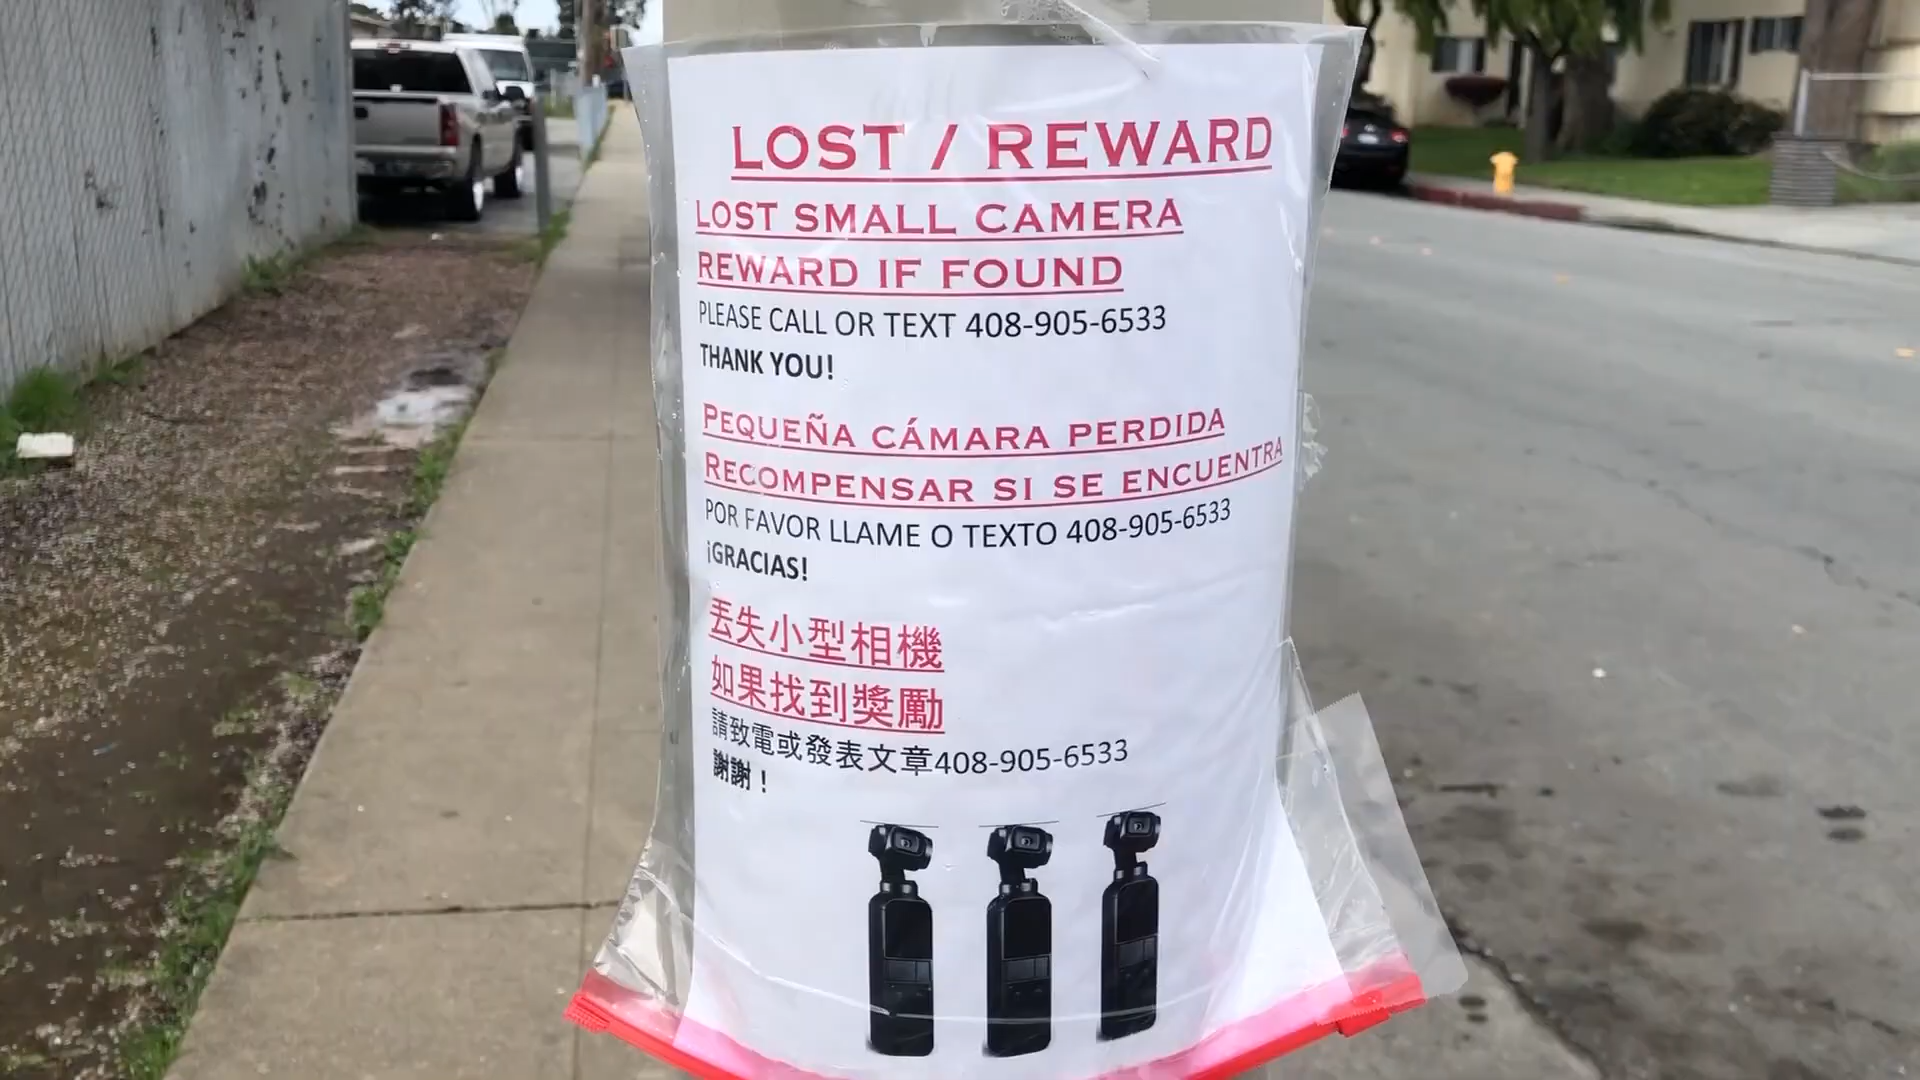 LOST / REWARD
LOST SMALL CAMERA
REWARD IF FOUND
PLEASE CALL OR TEXT 408-905-6533
THANK YOU!
PEQUEÑA CÁMARA PERDIDA
RECOMPENSAR SI SE ENCUENTRA
POR FAVOR LLAME O TEXTO 408-905-6533
¡GRACIAS!
丟失小型相機
如果找到獎勵
請致電或發表文章408-905-6533
謝謝！